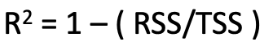 R² = 1 – ( RSS/TSS )